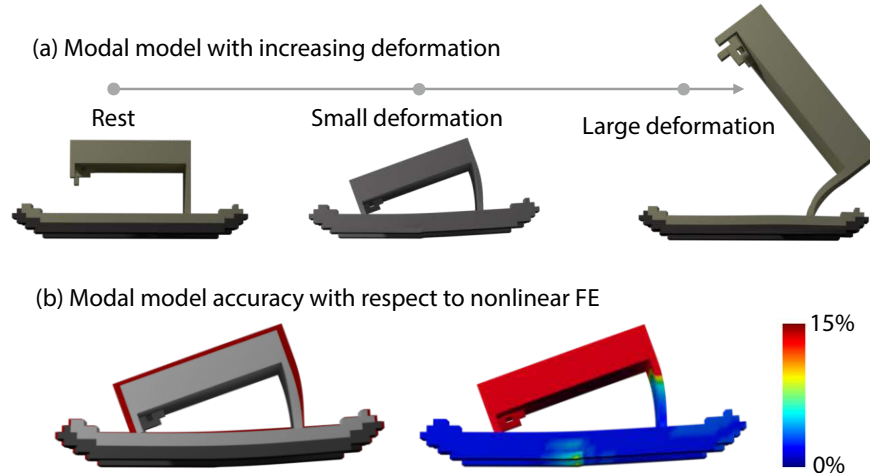 (a) Modal model with increasing deformation
Rest
Small deformation
Large deformation
(b) Modal model accuracy with respect to nonlinear FE
15%
0%